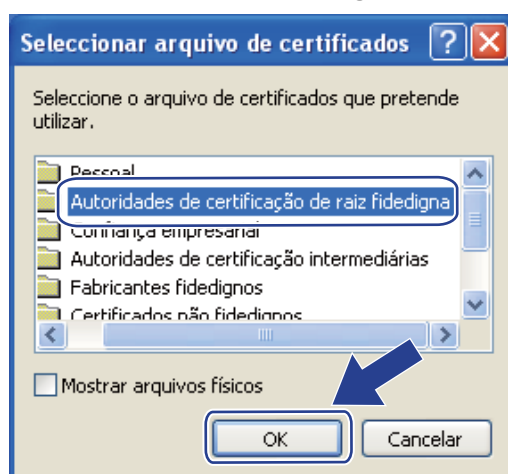 Seleccionar arquivo de certificados
Seleccione o arquivo de certificados que pretende
utilizar.
Pessoal
Autoridades de certificação de raiz fidedigna
Confiança empresarial
Autoridades de certificação intermediárias
Fabricantes fidedignos
Certificados não fidedignos
Mostrar arquivos físicos
OK
Cancelar